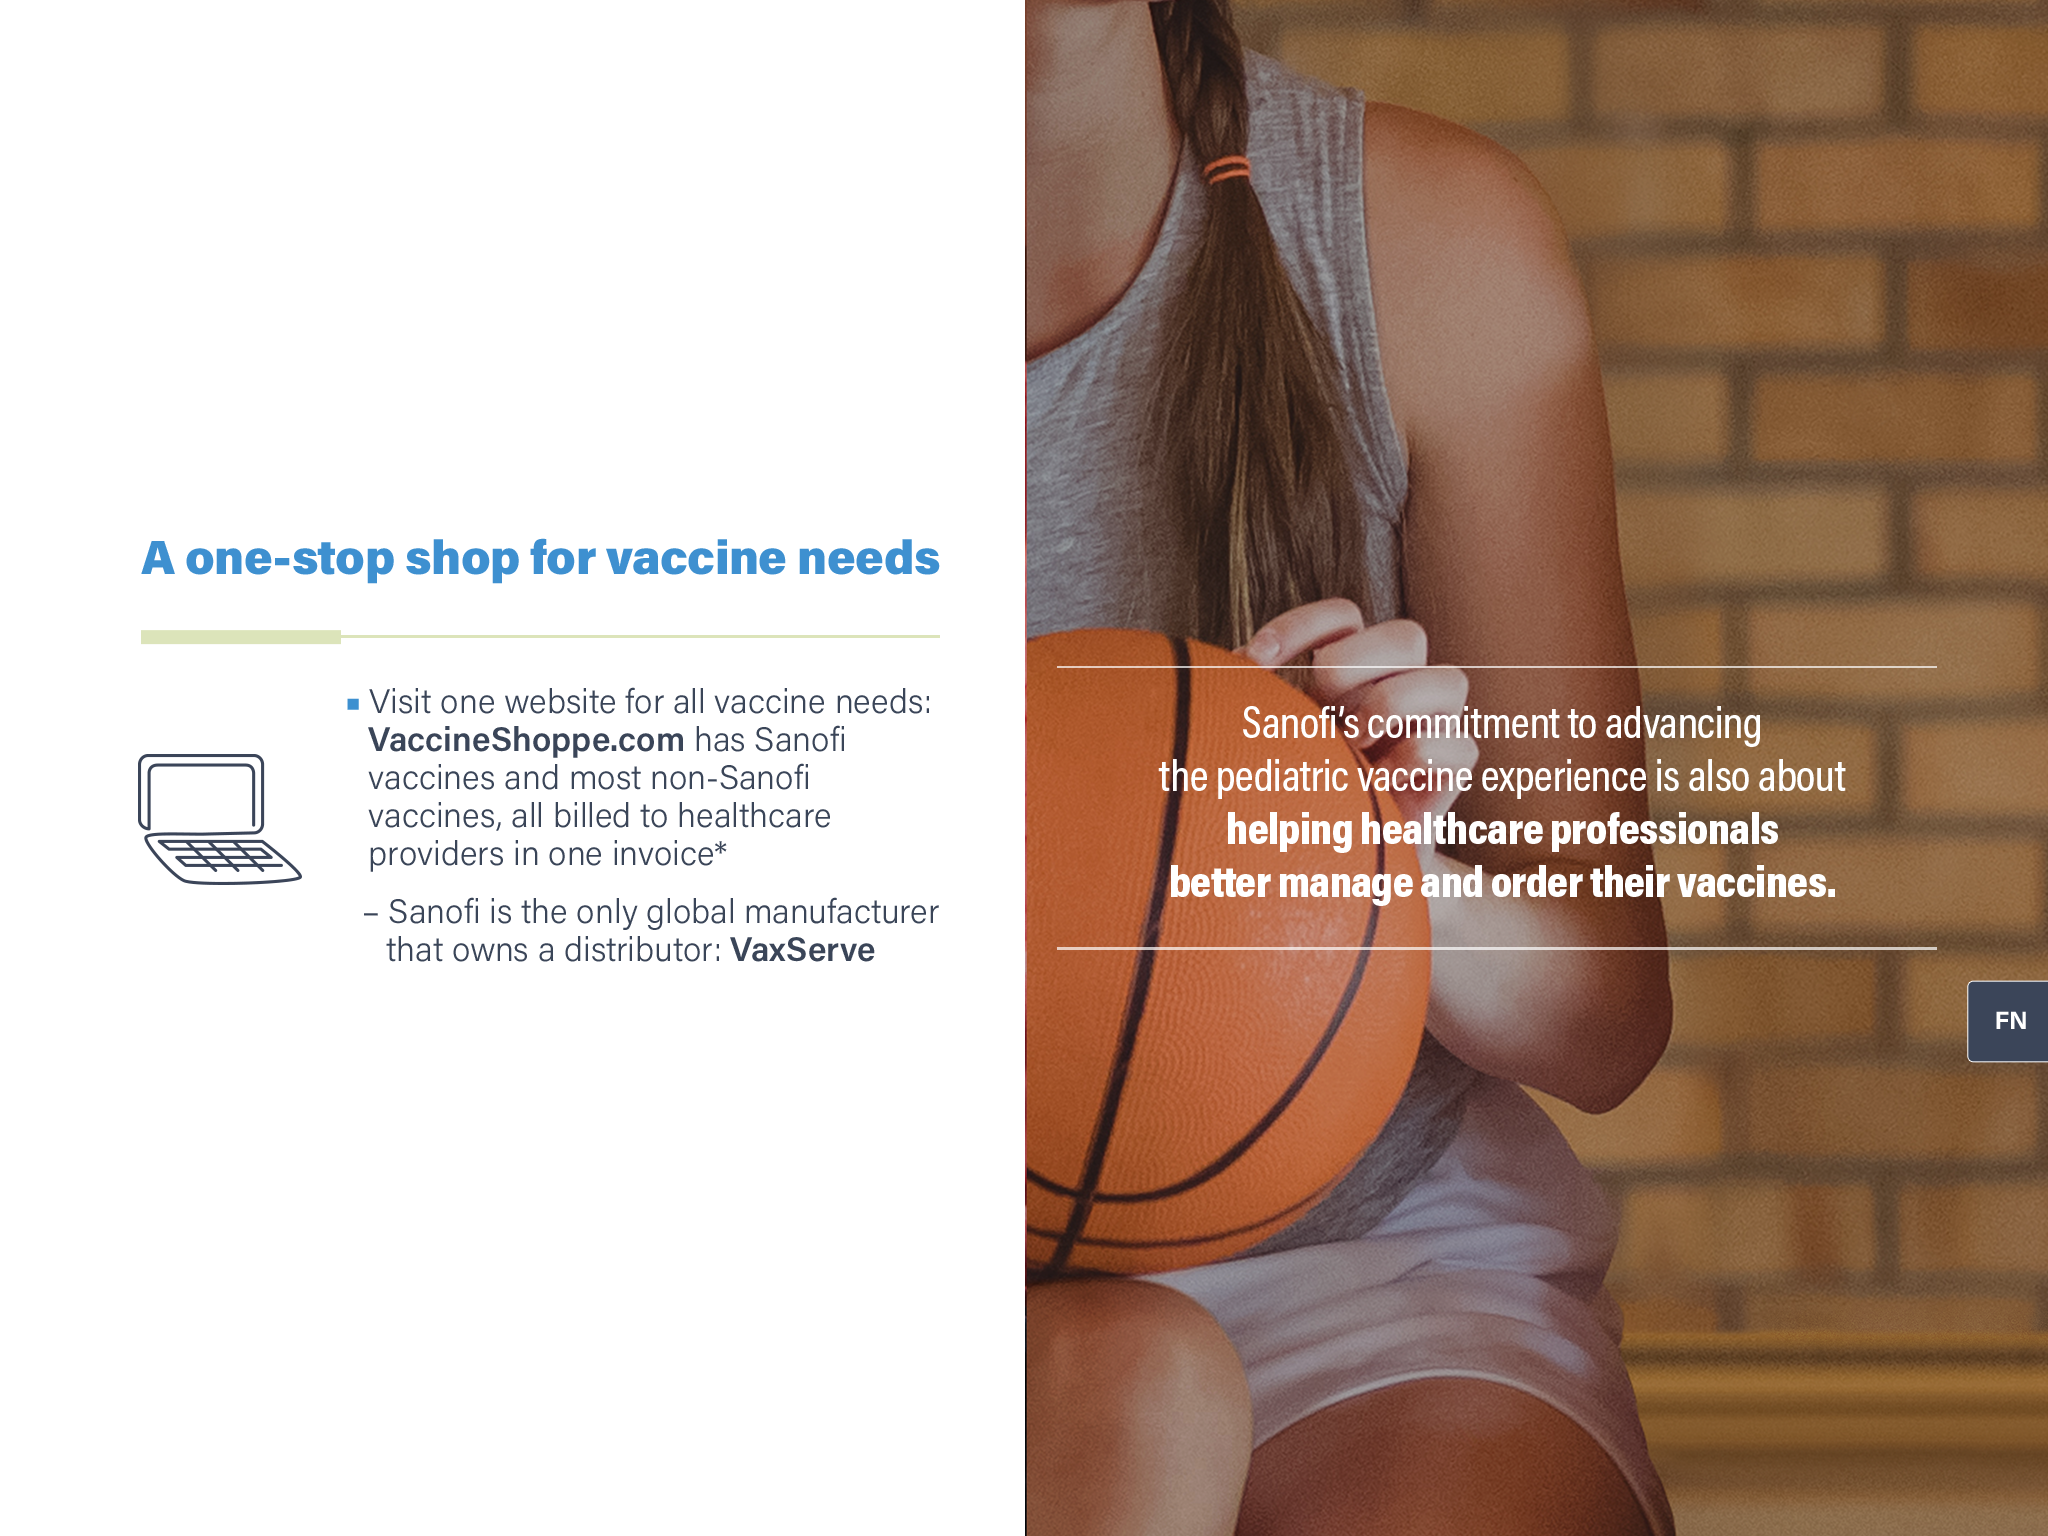 A one-stop shop for vaccine needs
▪ Visit one website for all vaccine needs:
VaccineShoppe.com has Sanofi
vaccines and most non-Sanofi
vaccines, all billed to healthcare
providers in one invoice*
– Sanofi is the only global manufacturer
that owns a distributor: VaxServe
Sanofi’s commitment to advancing
the pediatric vaccine experience is also about
helping healthcare professionals
better manage and order their vaccines.
FN